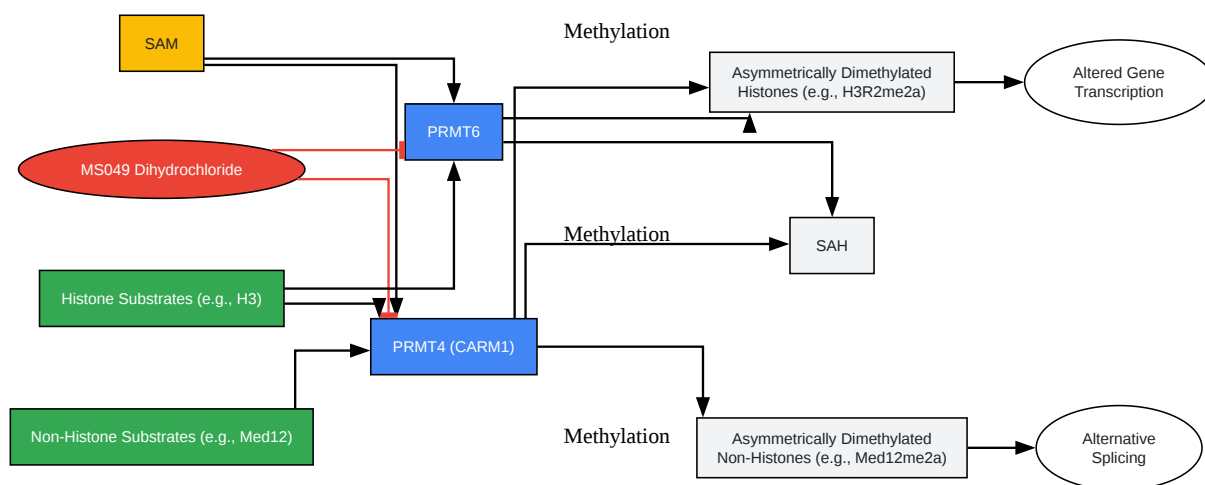 Methylation
SAM
Asymmetrically Dimethylated
Histones (e.g., H3R2me2a)
Altered Gene
Transcription
PRMT6
MS049 Dihydrochloride
Methylation
SAH
Histone Substrates (e.g., H3)
PRMT4 (CARM1)
Non-Histone Substrates (e.g., Med12)
Methylation
Asymmetrically Dimethylated
Non-Histones (e.g., Med12me2a)
Alternative
Splicing